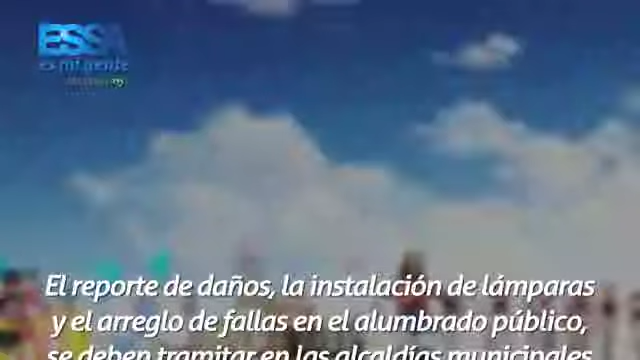 ESSA
es mi gente
El reporte de daños, la instalación de lámparas
y el arreglo de fallas en el alumbrado público,
se deben tramitar en las alcaldías municipales